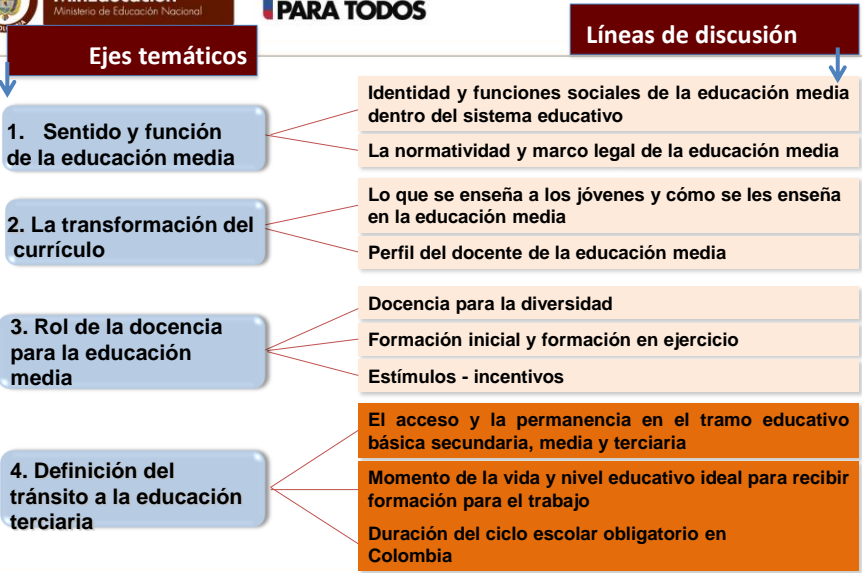 Ministerio de Educación Nacional
PARA TODOS
Ejes temáticos
Líneas de discusión
1. Sentido y función
de la educación media
Identidad y funciones sociales de la educación media
dentro del sistema educativo
La normatividad y marco legal de la educación media
2. La transformación del
currículo
Lo que se enseña a los jóvenes y cómo se les enseña
en la educación media
Perfil del docente de la educación media
3. Rol de la docencia
para la educación
media
Docencia para la diversidad
Formación inicial y formación en ejercicio
Estímulos - incentivos
4. Definición del
tránsito a la educación
terciaria
El acceso y la permanencia en el tramo educativo
básica secundaria, media y terciaria
Momento de la vida y nivel educativo ideal para recibir
formación para el trabajo
Duración del ciclo escolar obligatorio en
Colombia